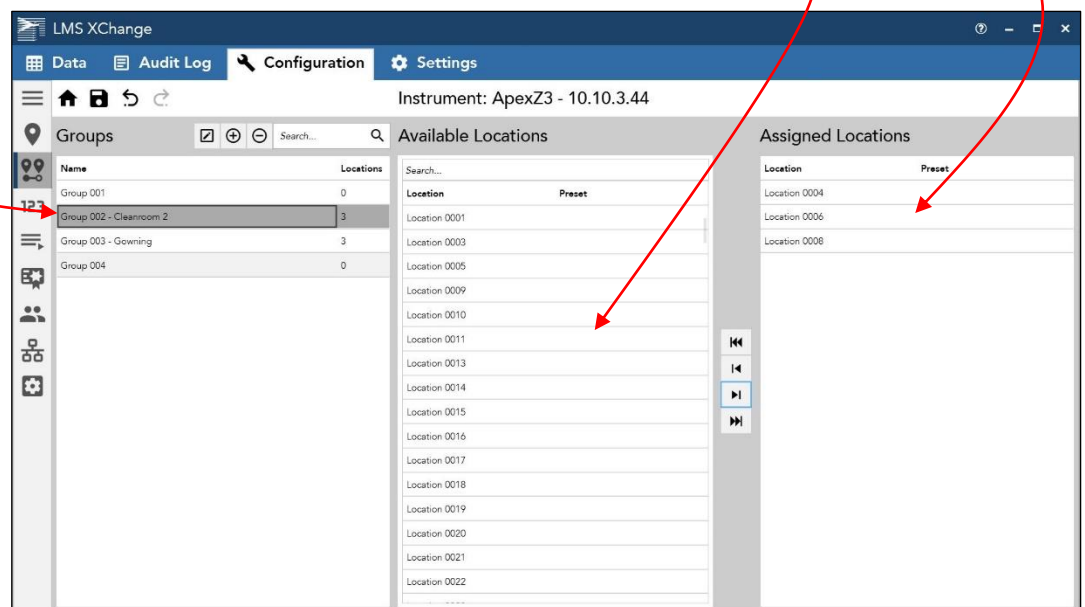 LMS XChange
Data Audit Log Configuration Settings
Instrument: ApexZ3 - 10.10.3.44
Groups Search... Available Locations Assigned Locations
Name Locations Search... Location Preset
Group 001 0 Location Preset Location 0004
Group 002 - Cleanroom 2 3 Location 0001 Location 0006
Group 003 - Gowning 3 Location 0003 Location 0008
Group 004 0 Location 0005
Location 0009
Location 0010
Location 0011
Location 0013
Location 0014
Location 0015
Location 0016
Location 0017
Location 0018
Location 0019
Location 0020
Location 0021
Location 0022